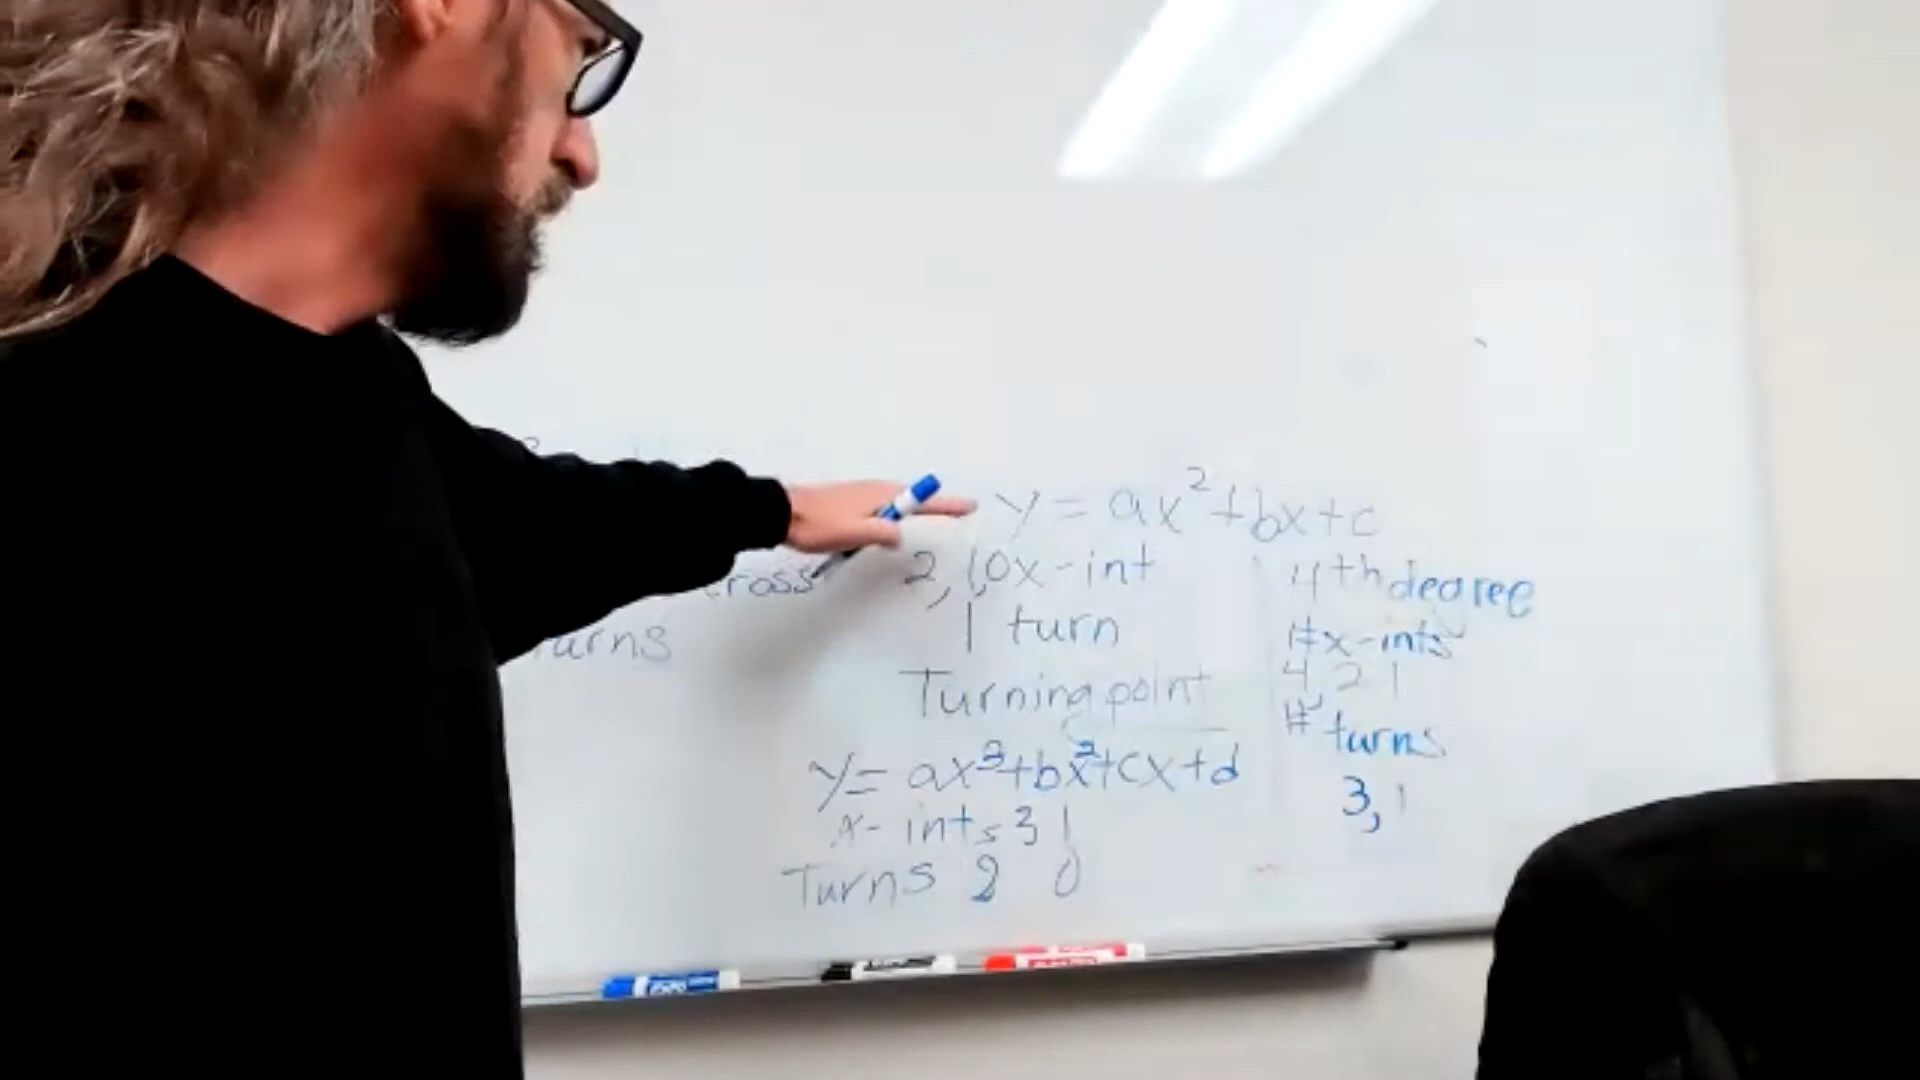 y = ax²+bx+c
2, 1, 0 x-int
1 turn
Turning point
y = ax³+bx²+cx+d
x-ints 3 1
Turns 2 0
4th degree
# x-ints
4 2 1
# turns
3, 1
cross
urns
EXPO